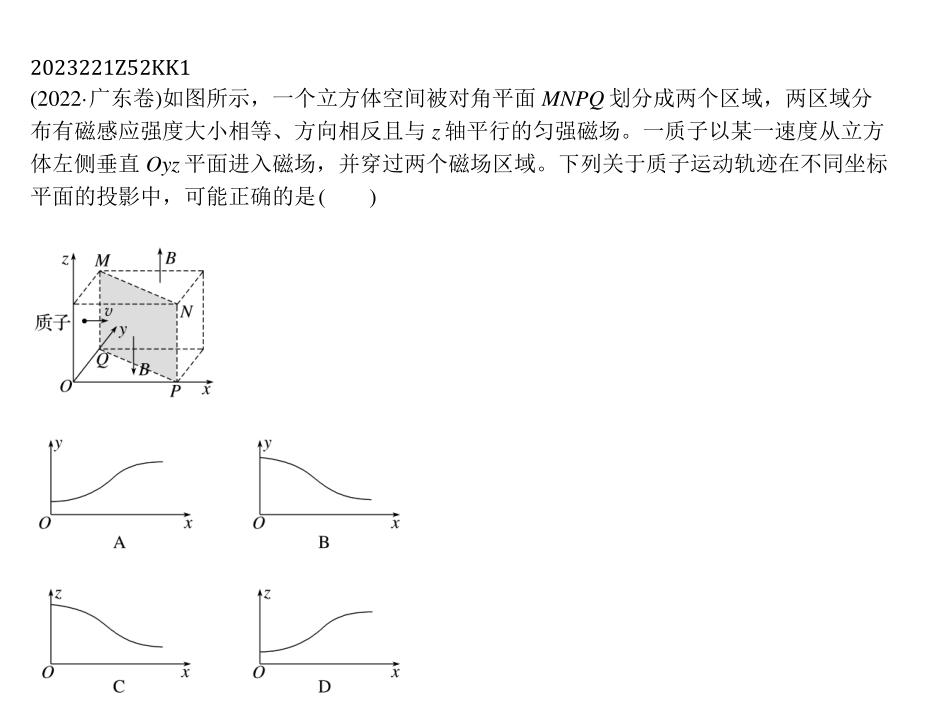 2023221Z52KK1
(2022·广东卷)如图所示，一个立方体空间被对角平面 MNPQ 划分成两个区域，两区域分
布有磁感应强度大小相等、方向相反且与 z 轴平行的匀强磁场。一质子以某一速度从立方
体左侧垂直 Oyz 平面进入磁场，并穿过两个磁场区域。下列关于质子运动轨迹在不同坐标
平面的投影中，可能正确的是(　　)
z M B
N
质子 v
y
Q
B
O P x
y y
O x O x
A B
z z
O x O x
C D